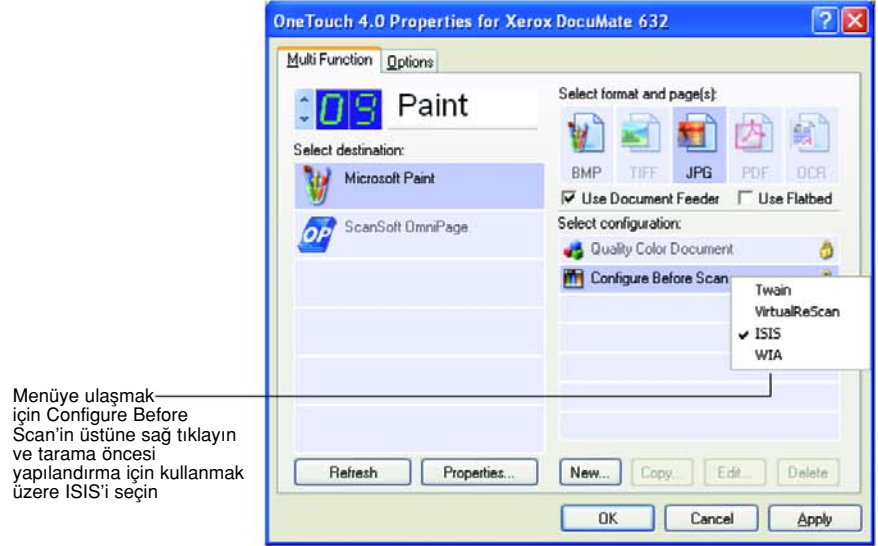 OneTouch 4.0 Properties for Xerox DocuMate 632
Multi Function
Options
09
Paint
Select destination:
Microsoft Paint
ScanSoft OmniPage
Select format and page(s):
BMP
TIFF
JPG
PDF
OCR
Use Document Feeder
Use Flatbed
Select configuration:
Quality Color Document
Configure Before Scan
Twain
VirtualReScan
ISIS
WIA
Menüye ulaşmak
için Configure Before
Scan'in üstüne sağ tıklayın
ve tarama öncesi
yapılandırma için kullanmak
üzere ISIS'i seçin
Refresh
Properties...
New...
Copy...
Edit...
Delete
OK
Cancel
Apply